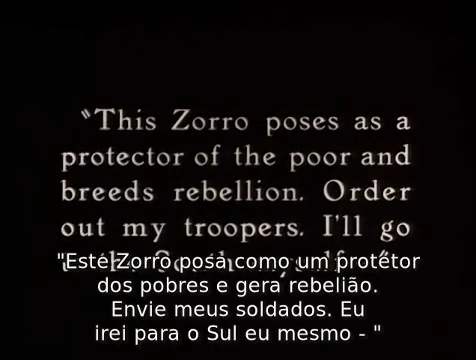 "This Zorro poses as a
protector of the poor and
breeds rebellion. Order
out my troopers. I'll go
"Este Zorro posa como um protetor
dos pobres e gera rebelião.
Envie meus soldados. Eu
irei para o Sul eu mesmo - "